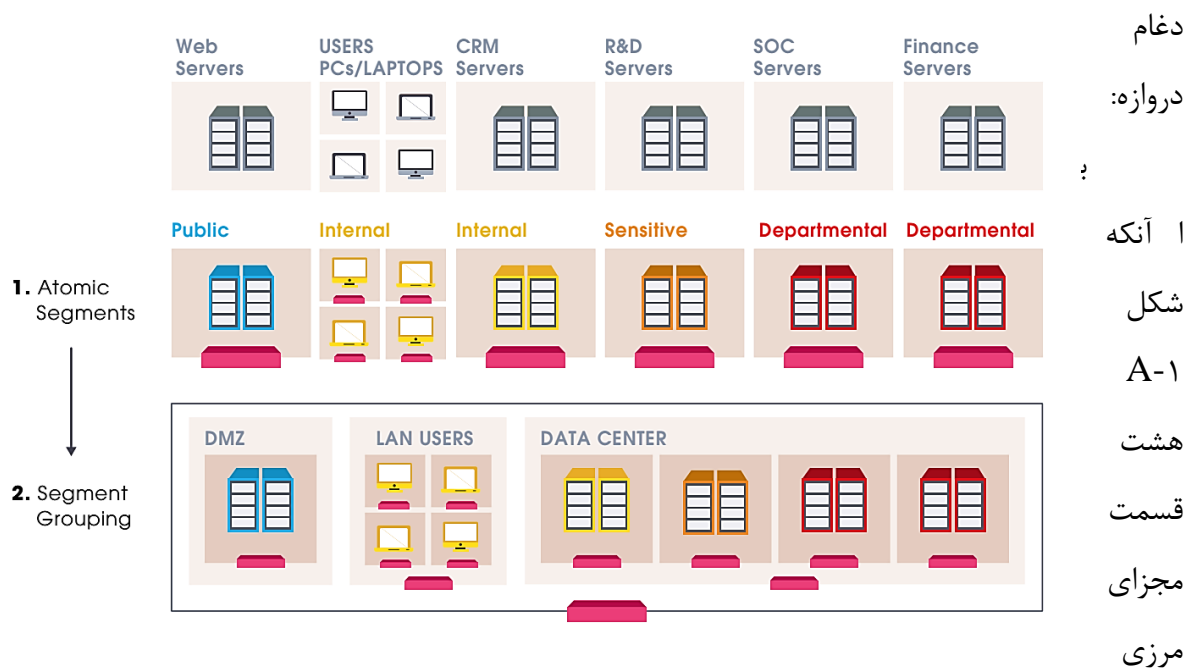 Web
Servers
USERS
PCs/LAPTOPS
CRM
Servers
R&D
Servers
SOC
Servers
Finance
Servers
Public
Internal
Internal
Sensitive
Departmental
Departmental
1. Atomic
Segments
2. Segment
Grouping
DMZ
LAN USERS
DATA CENTER
دغام
دروازه:
ب
ا آنکه
شکل
A-۱
هشت
قسمت
مجزای
مرزی